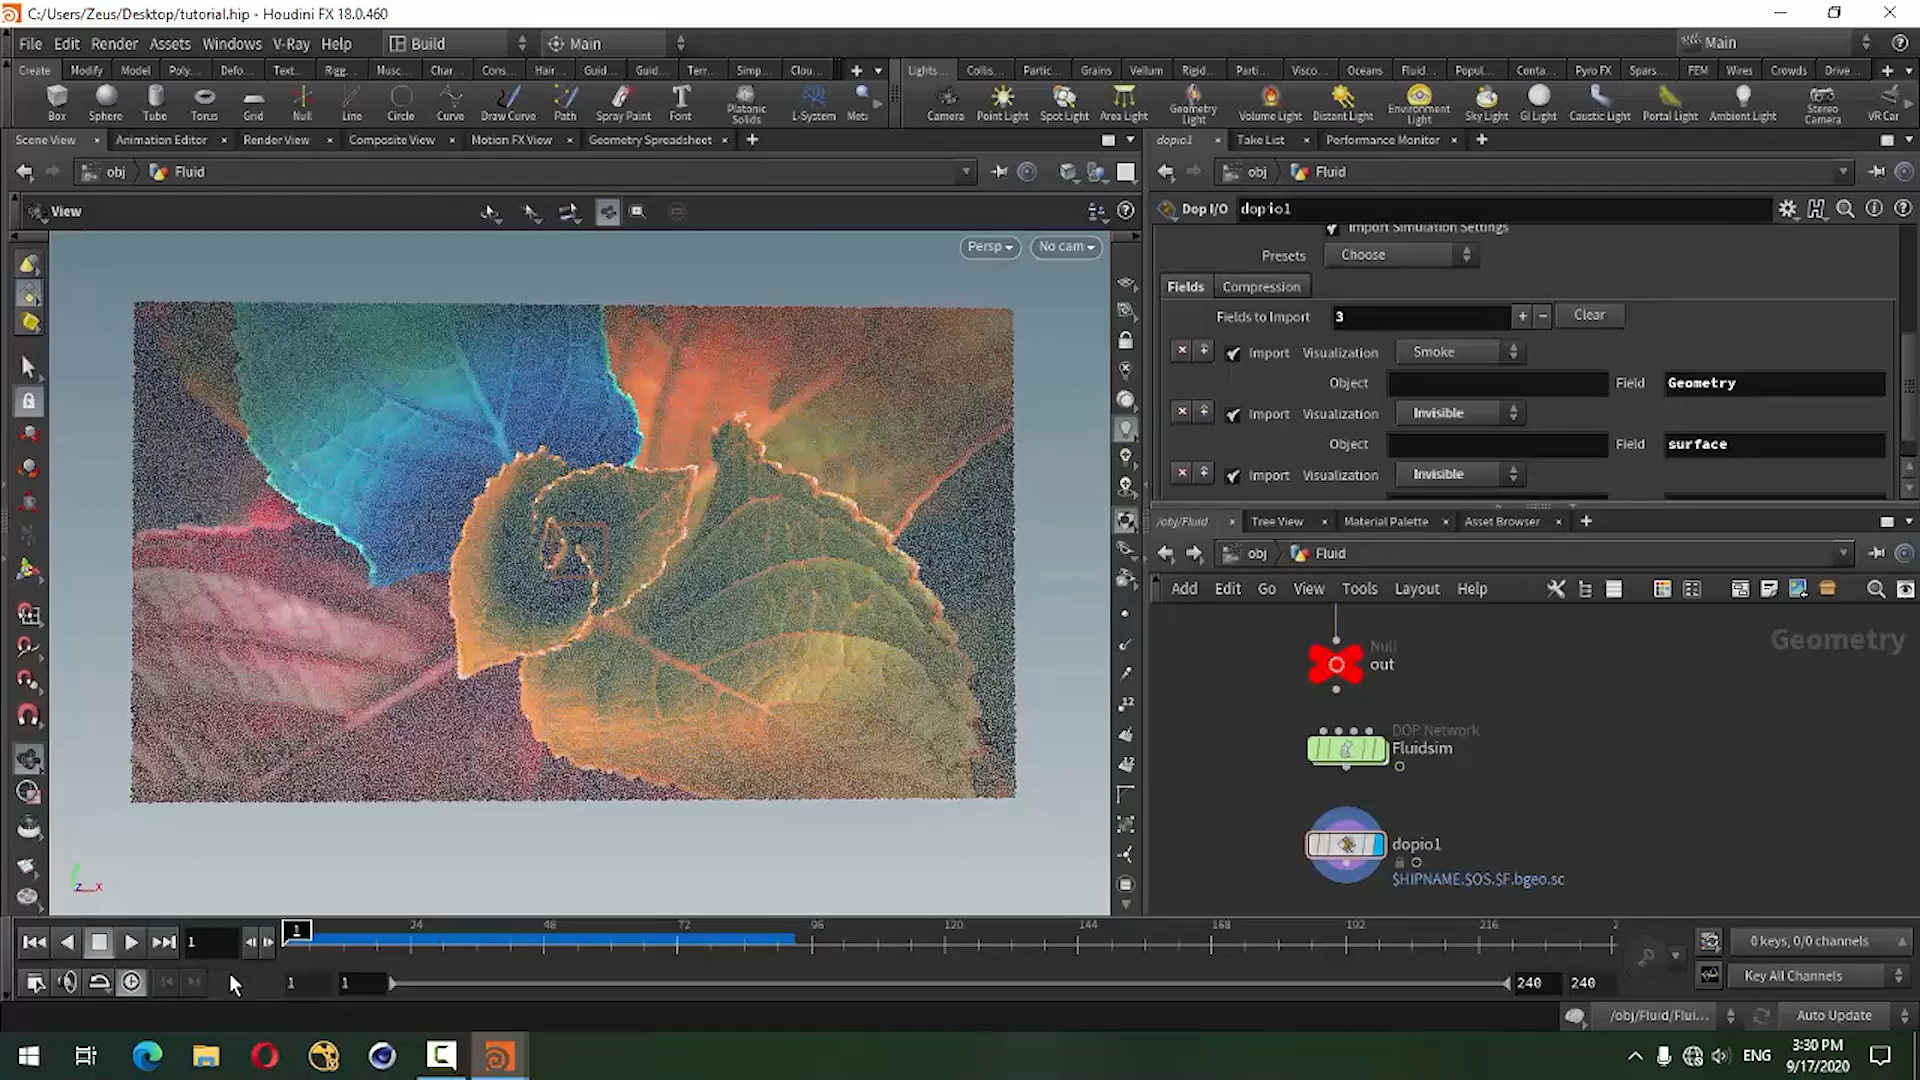 C:/Users/Zeus/Desktop/tutorial.hip - Houdini FX 18.0.460
File Edit Render Assets Windows V-Ray Help Build Main Main
Create Modify Model Poly... Defo... Text... Rigg... Musc... Char... Cons... Hair... Guid... Guid... Terr... Simp... Clou... Lights... Collis... Partic... Grains Vellum Rigid... Parti... Visco... Oceans Fluid... Popul... Conta... Pyro FX Spars... FEM Wires Crowds Drive...
Box Sphere Tube Torus Grid Null Line Circle Curve Draw Curve Path Spray Paint Font Platonic Solids L-System Meta Camera Point Light Spot Light Area Light Geometry Light Volume Light Distant Light Environment Light Sky Light GI Light Caustic Light Portal Light Ambient Light Stereo Camera VR Car
Scene View Animation Editor Render View Composite View Motion FX View Geometry Spreadsheet dopio1 Take List Performance Monitor
obj Fluid obj Fluid
View Dop I/O dopio1
Persp No cam
Import Simulation Settings
Presets Choose
Fields Compression
Fields to Import 3 Clear
Import Visualization Smoke
Object Field Geometry
Import Visualization Invisible
Object Field surface
Import Visualization Invisible
/obj/Fluid Tree View Material Palette Asset Browser
obj Fluid
Add Edit Go View Tools Layout Help
Geometry
Null
out
DOP Network
Fluidsim
dopio1
$HIPNAME.$OS.$F.bgeo.sc
z x
1 1 24 48 72 96 120 144 168 192 216 2 0 keys, 0/0 channels
1 1 240 240 Key All Channels
/obj/Fluid/Flui... Auto Update
ENG 3:30 PM
9/17/2020